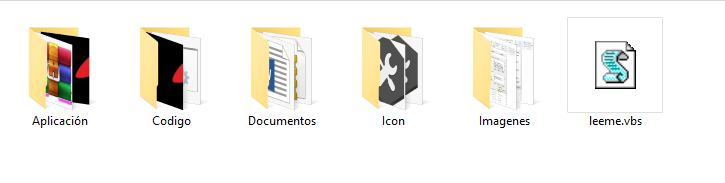 Aplicación
Codigo
Documentos
Icon
Imagenes
leeme.vbs